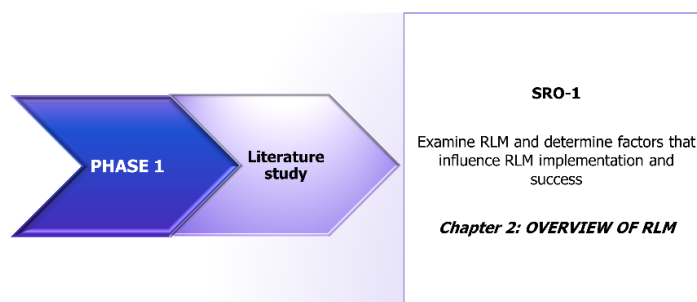 PHASE 1
Literature
study
SRO-1
Examine RLM and determine factors that
influence RLM implementation and
success
Chapter 2: OVERVIEW OF RLM